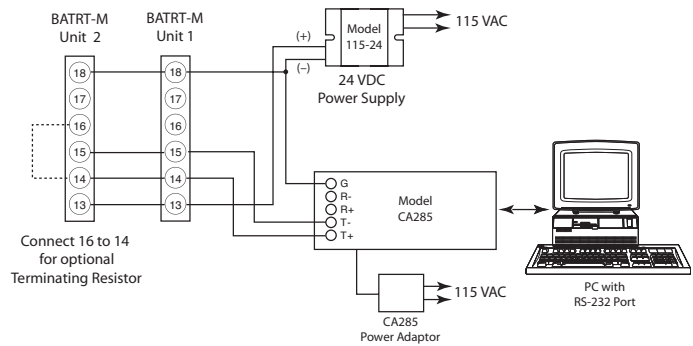 BATRT-M
Unit 2
BATRT-M
Unit 1
Model
115-24
115 VAC
(+)
(–)
24 VDC
Power Supply
18
17
16
15
14
13
18
17
16
15
14
13
G
R-
R+
T-
T+
Model
CA285
Connect 16 to 14
for optional
Terminating Resistor
115 VAC
CA285
Power Adaptor
PC with
RS-232 Port